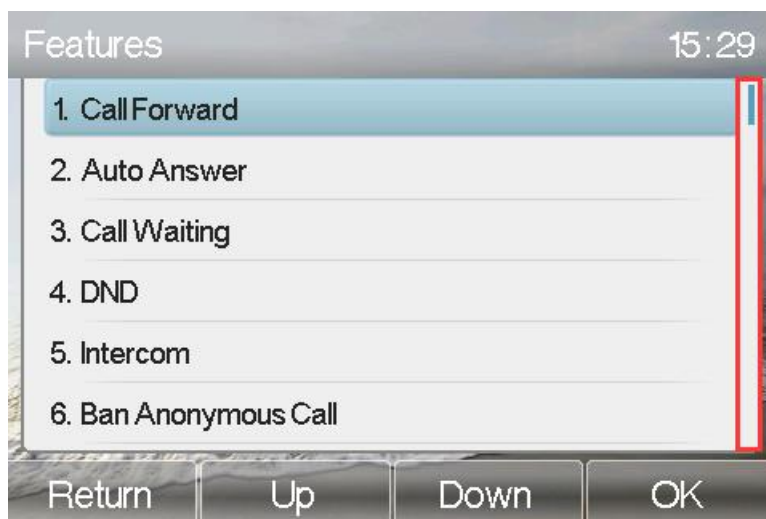 Features 15:29
1. Call Forward
2. Auto Answer
3. Call Waiting
4. DND
5. Intercom
6. Ban Anonymous Call
Return Up Down OK